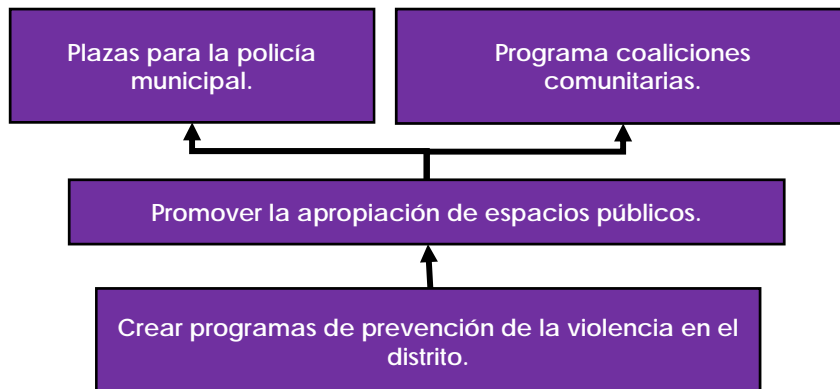 Plazas para la policía
municipal.
Programa coaliciones
comunitarias.
Promover la apropiación de espacios públicos.
Crear programas de prevención de la violencia en el
distrito.